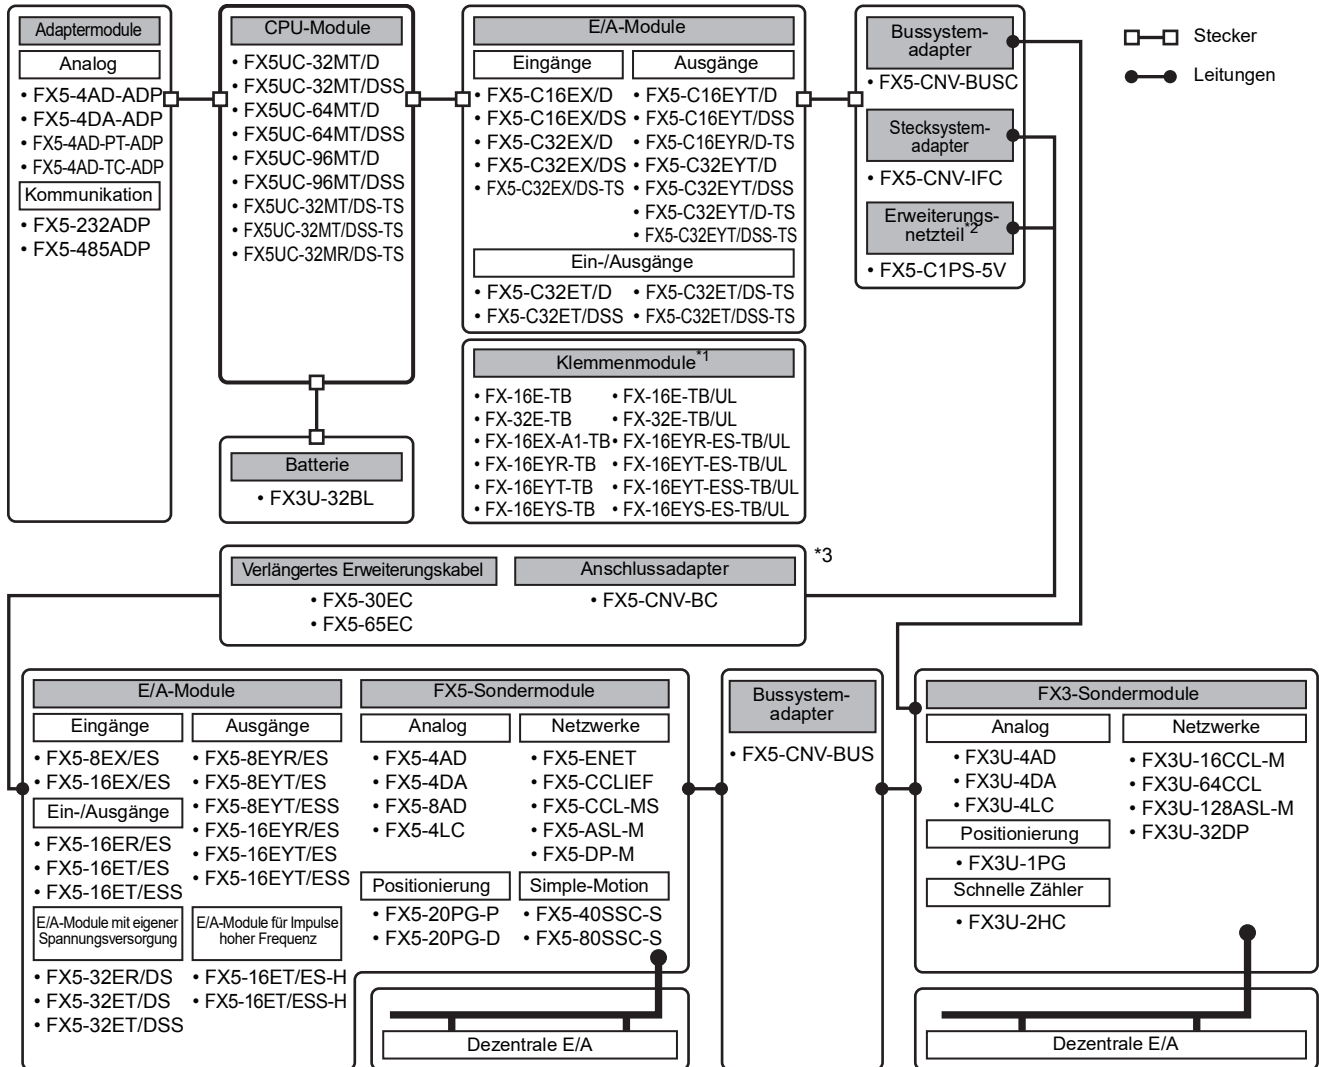 Adaptermodule
Analog
• FX5-4AD-ADP
• FX5-4DA-ADP
• FX5-4AD-PT-ADP
• FX5-4AD-TC-ADP
Kommunikation
• FX5-232ADP
• FX5-485ADP
CPU-Module
• FX5UC-32MT/D
• FX5UC-32MT/DSS
• FX5UC-64MT/D
• FX5UC-64MT/DSS
• FX5UC-96MT/D
• FX5UC-96MT/DSS
• FX5UC-32MT/DS-TS
• FX5UC-32MT/DSS-TS
• FX5UC-32MR/DS-TS
Batterie
• FX3U-32BL
E/A-Module
Eingänge
• FX5-C16EX/D
• FX5-C16EX/DS
• FX5-C32EX/D
• FX5-C32EX/DS
• FX5-C32EX/DS-TS
Ausgänge
• FX5-C16EYT/D
• FX5-C16EYT/DSS
• FX5-C16EYR/D-TS
• FX5-C32EYT/D
• FX5-C32EYT/DSS
• FX5-C32EYT/D-TS
• FX5-C32EYT/DSS-TS
Ein-/Ausgänge
• FX5-C32ET/D
• FX5-C32ET/DSS
• FX5-C32ET/DS-TS
• FX5-C32ET/DSS-TS
Klemmenmodule*1
• FX-16E-TB
• FX-32E-TB
• FX-16EX-A1-TB
• FX-16EYR-TB
• FX-16EYT-TB
• FX-16EYS-TB
• FX-16E-TB/UL
• FX-32E-TB/UL
• FX-16EYR-ES-TB/UL
• FX-16EYT-ES-TB/UL
• FX-16EYT-ESS-TB/UL
• FX-16EYS-ES-TB/UL
Bussystem-
adapter
• FX5-CNV-BUSC
Stecksystem-
adapter
• FX5-CNV-IFC
Erweiterungs-
netzteil*2
• FX5-C1PS-5V
Stecker
Leitungen
Verlängertes Erweiterungskabel
• FX5-30EC
• FX5-65EC
Anschlussadapter
• FX5-CNV-BC
*3
E/A-Module
Eingänge
• FX5-8EX/ES
• FX5-16EX/ES
Ein-/Ausgänge
• FX5-16ER/ES
• FX5-16ET/ES
• FX5-16ET/ESS
E/A-Module mit eigener
Spannungsversorgung
• FX5-32ER/DS
• FX5-32ET/DS
• FX5-32ET/DSS
Ausgänge
• FX5-8EYR/ES
• FX5-8EYT/ES
• FX5-8EYT/ESS
• FX5-16EYR/ES
• FX5-16EYT/ES
• FX5-16EYT/ESS
E/A-Module für Impulse
hoher Frequenz
• FX5-16ET/ES-H
• FX5-16ET/ESS-H
FX5-Sondermodule
Analog
• FX5-4AD
• FX5-4DA
• FX5-8AD
• FX5-4LC
Positionierung
• FX5-20PG-P
• FX5-20PG-D
Netzwerke
• FX5-ENET
• FX5-CCLIEF
• FX5-CCL-MS
• FX5-ASL-M
• FX5-DP-M
Simple-Motion
• FX5-40SSC-S
• FX5-80SSC-S
Dezentrale E/A
Bussystem-
adapter
• FX5-CNV-BUS
FX3-Sondermodule
Analog
• FX3U-4AD
• FX3U-4DA
• FX3U-4LC
Positionierung
• FX3U-1PG
Schnelle Zähler
• FX3U-2HC
Netzwerke
• FX3U-16CCL-M
• FX3U-64CCL
• FX3U-128ASL-M
• FX3U-32DP
Dezentrale E/A